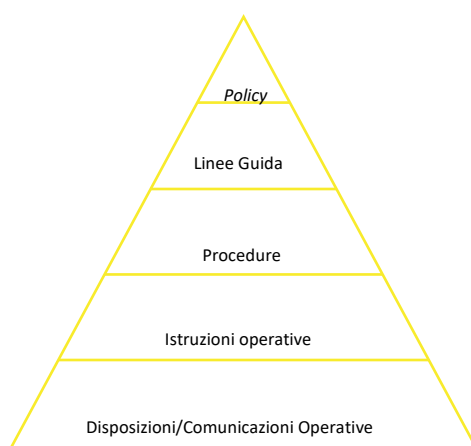 Policy
Linee Guida
Procedure
Istruzioni operative
Disposizioni/Comunicazioni Operative